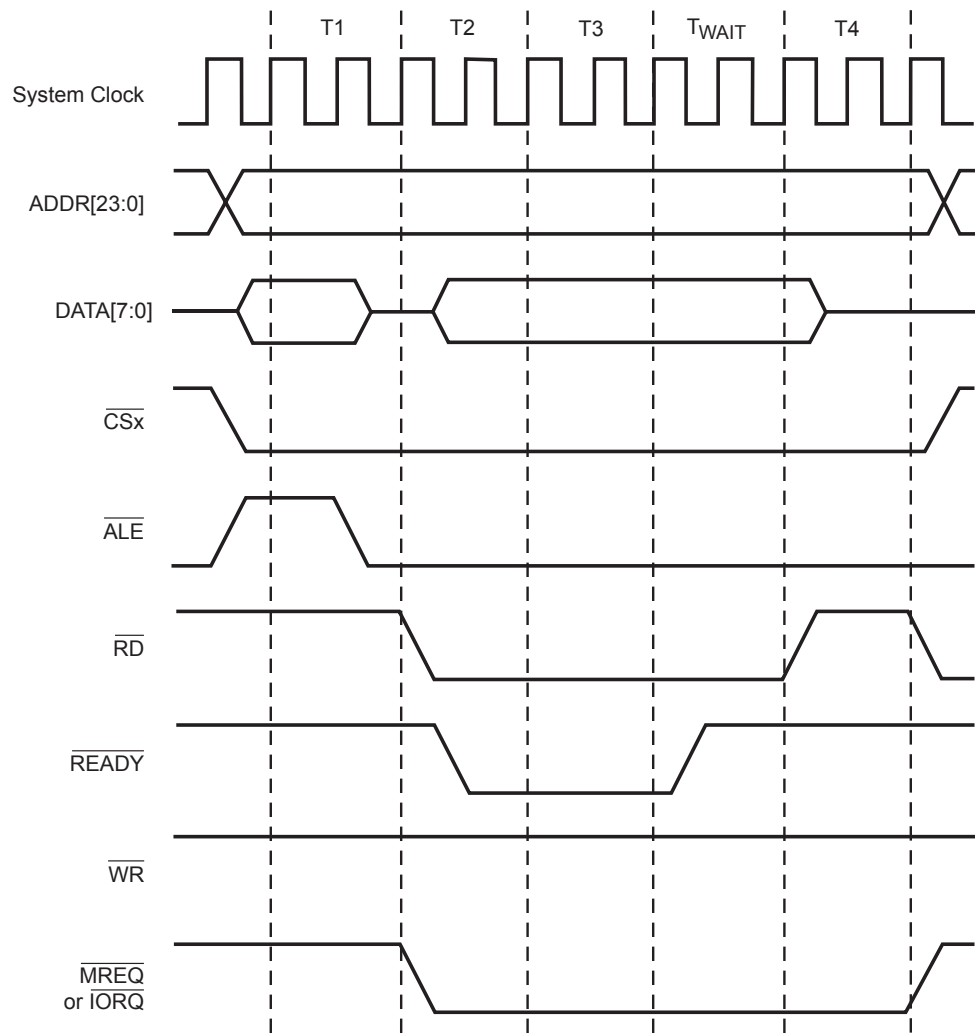 T1 T2 T3 TWAIT T4
System Clock
ADDR[23:0]
DATA[7:0]
CSx
ALE
RD
READY
WR
MREQ
or IORQ